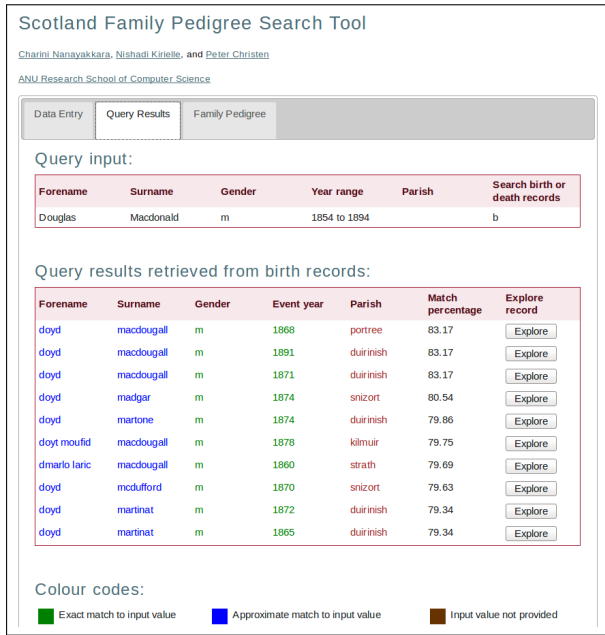 Scotland Family Pedigree Search Tool
Charini Nanayakkara, Nishadi Kirielle, and Peter Christen
ANU Research School of Computer Science
Data Entry Query Results Family Pedigree
Query input:
Forename Surname Gender Year range Parish Search birth or death records
Douglas Macdonald m 1854 to 1894 b
Query results retrieved from birth records:
Forename Surname Gender Event year Parish Match percentage Explore record
doyd macdougall m 1868 portree 83.17 Explore
doyd macdougall m 1891 duirinish 83.17 Explore
doyd macdougall m 1871 duirinish 83.17 Explore
doyd madgar m 1874 snizort 80.54 Explore
doyd martone m 1874 duirinish 79.86 Explore
doyt moufid macdougall m 1878 kilmuir 79.75 Explore
dmarlo laric macdougall m 1860 strath 79.69 Explore
doyd mcdufford m 1870 snizort 79.63 Explore
doyd martinat m 1872 duirinish 79.34 Explore
doyd martinat m 1865 duirinish 79.34 Explore
Colour codes:
Exact match to input value Approximate match to input value Input value not provided